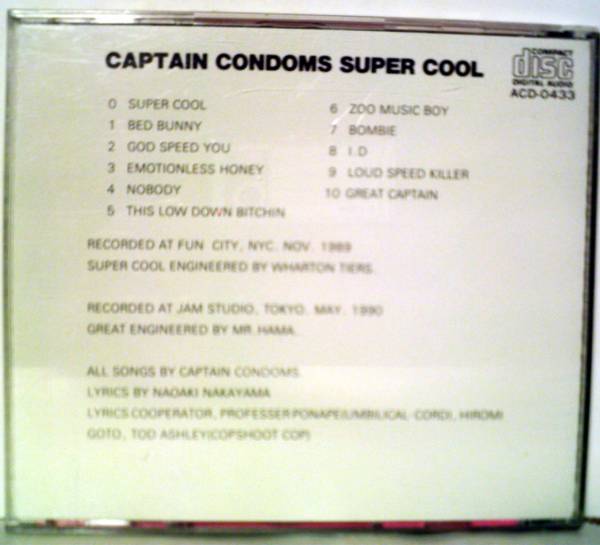 CAPTAIN CONDOMS SUPER COOL
COMPACT
disc
DIGITAL AUDIO
ACD-0433
0 SUPER COOL
1 BED BUNNY
2 GOD SPEED YOU
3 EMOTIONLESS HONEY
4 NOBODY
5 THIS LOW DOWN BITCHIN
6 ZOO MUSIC BOY
7 BOMBIE
8 I.D
9 LOUD SPEED KILLER
10 GREAT CAPTAIN
RECORDED AT FUN CITY, NYC. NOV. 1989
SUPER COOL ENGINEERED BY WHARTON TIERS.
RECORDED AT JAM STUDIO, TOKYO. MAY. 1990
GREAT ENGINEERED BY MR. HAMA.
ALL SONGS BY CAPTAIN CONDOMS.
LYRICS BY NAOAKI NAKAYAMA
LYRICS COOPERATOR, PROFESSER PONAPE(UMBILICAL CORD), HIROMI
GOTO, TOD ASHLEY(COPSHOOT COP)